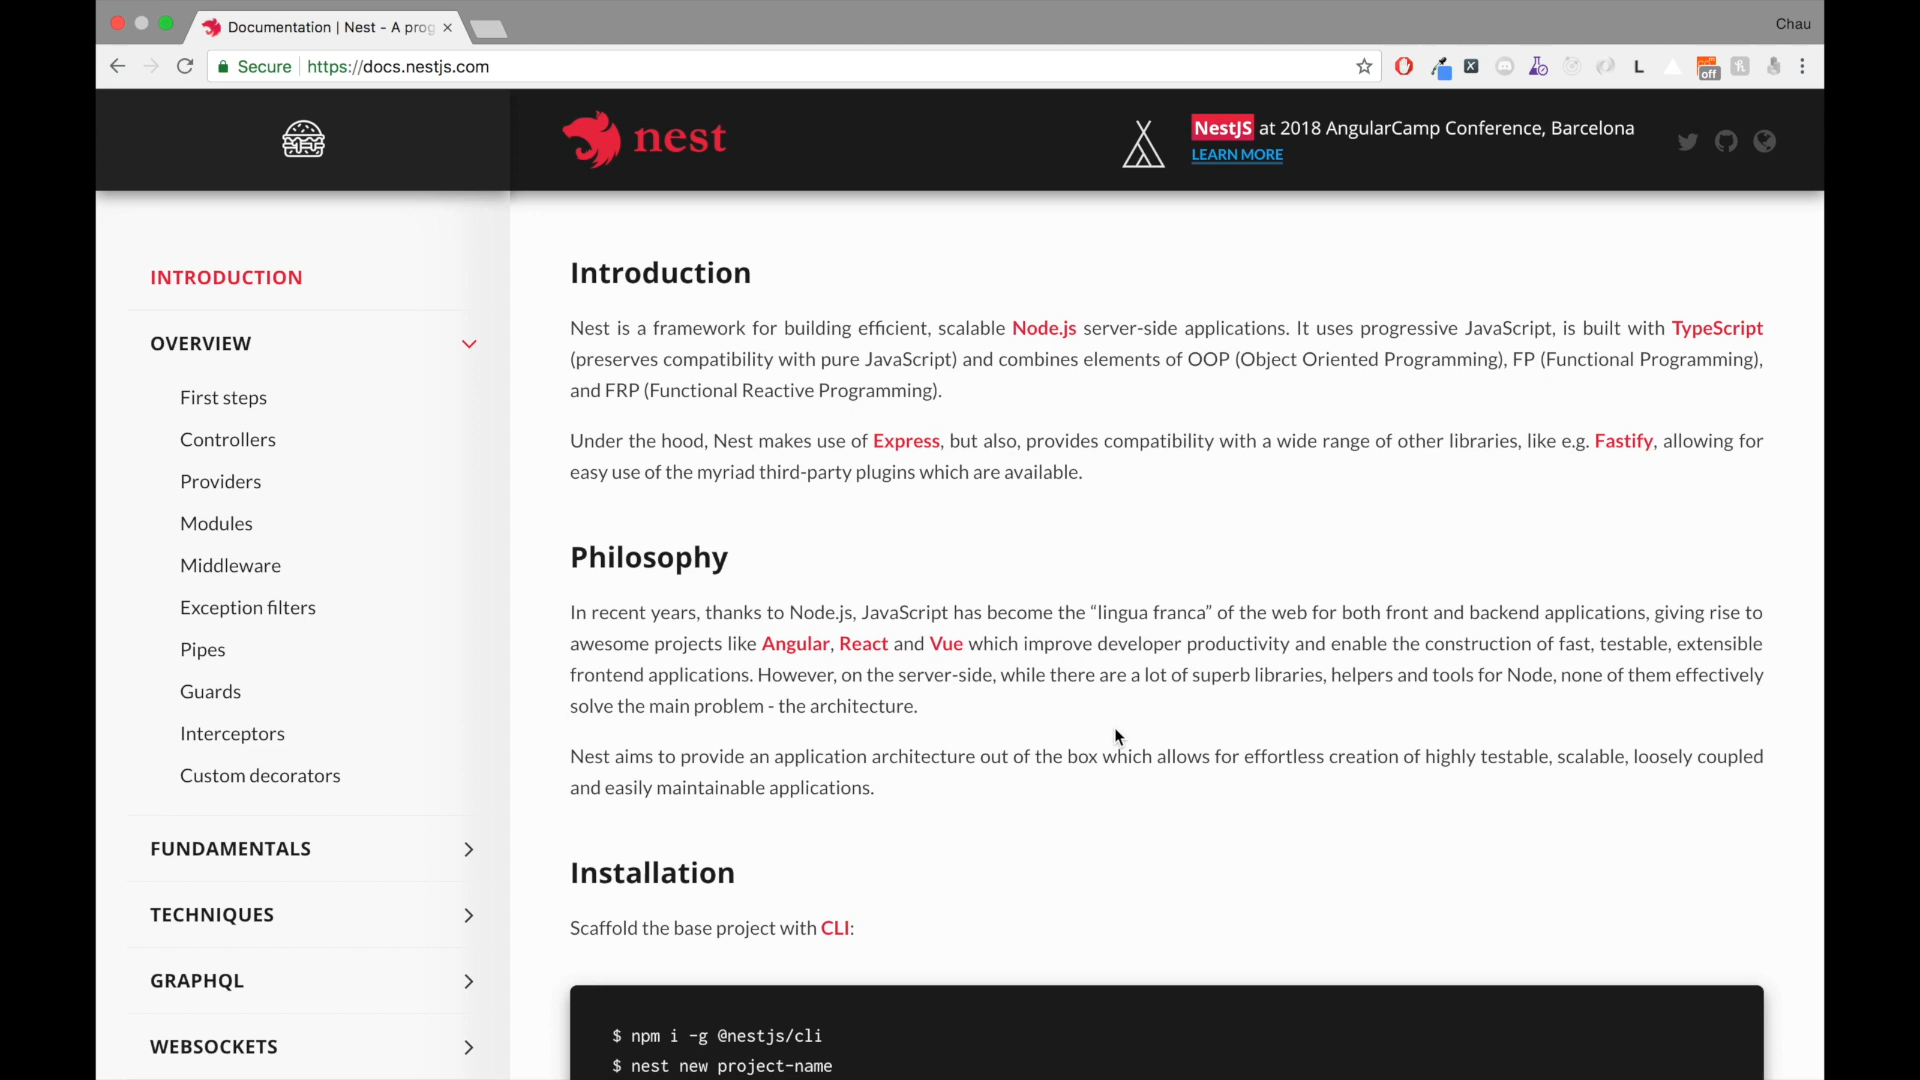 Documentation | Nest - A prog
Chau
Secure
https://docs.nestjs.com
L
off
nest
NestJS at 2018 AngularCamp Conference, Barcelona
LEARN MORE
INTRODUCTION
OVERVIEW
First steps
Controllers
Providers
Modules
Middleware
Exception filters
Pipes
Guards
Interceptors
Custom decorators
FUNDAMENTALS
TECHNIQUES
GRAPHQL
WEBSOCKETS
Introduction
Nest is a framework for building efficient, scalable Node.js server-side applications. It uses progressive JavaScript, is built with TypeScript
(preserves compatibility with pure JavaScript) and combines elements of OOP (Object Oriented Programming), FP (Functional Programming),
and FRP (Functional Reactive Programming).
Under the hood, Nest makes use of Express, but also, provides compatibility with a wide range of other libraries, like e.g. Fastify, allowing for
easy use of the myriad third-party plugins which are available.
Philosophy
In recent years, thanks to Node.js, JavaScript has become the “lingua franca” of the web for both front and backend applications, giving rise to
awesome projects like Angular, React and Vue which improve developer productivity and enable the construction of fast, testable, extensible
frontend applications. However, on the server-side, while there are a lot of superb libraries, helpers and tools for Node, none of them effectively
solve the main problem - the architecture.
Nest aims to provide an application architecture out of the box which allows for effortless creation of highly testable, scalable, loosely coupled
and easily maintainable applications.
Installation
Scaffold the base project with CLI:
$ npm i -g @nestjs/cli
$ nest new project-name